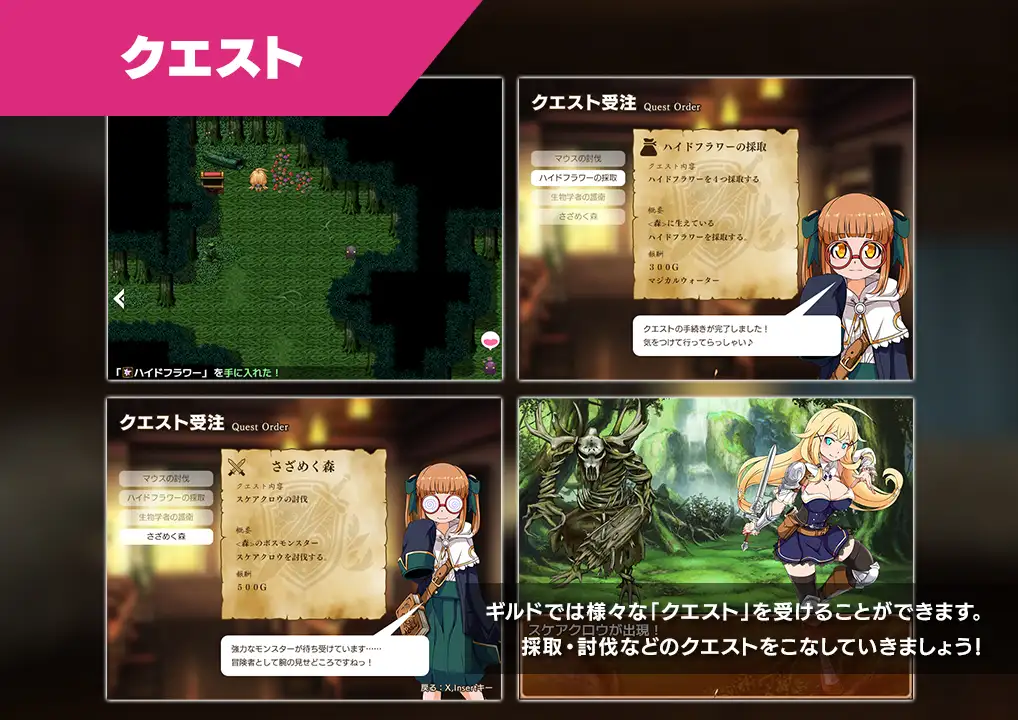 クエスト
「ハイドフラワー」を手に入れた！
クエスト受注 Quest Order
マウスの討伐
ハイドフラワーの採取
生物学者の護衛
さざめく森
ハイドフラワーの採取
クエスト内容
ハイドフラワーを4つ採取する
概要
<森>に生えている
ハイドフラワーを採取する。
報酬
300G
マジカルウォーター
クエストの手続きが完了しました！
気をつけて行ってらっしゃい♪
クエスト受注 Quest Order
マウスの討伐
ハイドフラワーの採取
生物学者の護衛
さざめく森
さざめく森
クエスト内容
スケアクロウの討伐
概要
<森>のボスモンスター
スケアクロウを討伐する。
報酬
500G
強力なモンスターが待ち受けています……
冒険者として腕の見せどころですねっ！
戻る：X,Insertキー
スケアクロウが出現！
ギルドでは様々な「クエスト」を受けることができます。
採取・討伐などのクエストをこなしていきましょう！